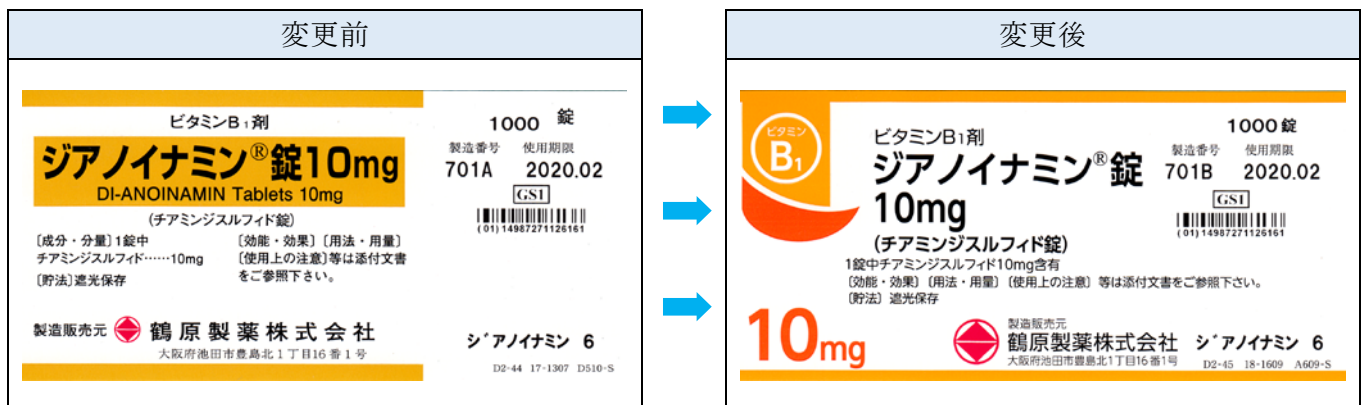 変更前
ビタミンB₁剤
ジアノイナミン®錠10mg
DI-ANOINAMIN Tablets 10mg
(チアミンジスルフィド錠)
〔成分・分量〕1錠中
チアミンジスルフィド……10mg
〔貯法〕遮光保存
〔効能・効果〕〔用法・用量〕
〔使用上の注意〕等は添付文書
をご参照下さい。
製造販売元 鶴原製薬株式会社
大阪府池田市豊島北1丁目16番1号
1000 錠
製造番号 使用期限
701A 2020.02
GS1
(01)14987271126161
ジアノイナミン 6
D2-44 17-1307 D510-S
変更後
ビタミン
B₁
ビタミンB₁剤
ジアノイナミン®錠
10mg
(チアミンジスルフィド錠)
1錠中チアミンジスルフィド10mg含有
〔効能・効果〕〔用法・用量〕〔使用上の注意〕等は添付文書をご参照下さい。
〔貯法〕遮光保存
10mg
製造販売元
鶴原製薬株式会社
大阪府池田市豊島北1丁目16番1号
1000錠
製造番号 使用期限
701B 2020.02
GS1
(01)14987271126161
ジアノイナミン 6
D2-45 18-1609 A609-S